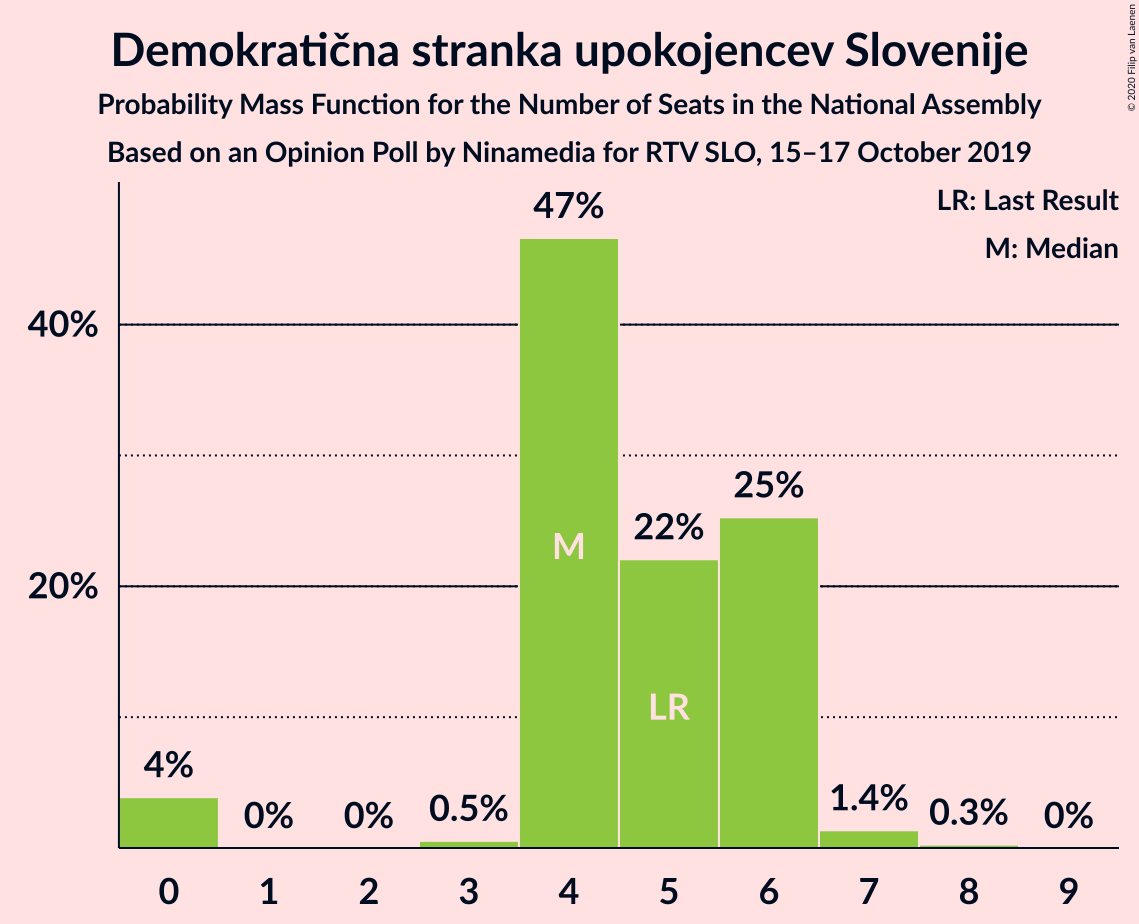 Demokratična stranka upokojencev Slovenije
Probability Mass Function for the Number of Seats in the National Assembly
Based on an Opinion Poll by Ninamedia for RTV SLO, 15–17 October 2019
© 2020 Filip van Laenen
LR: Last Result
M: Median
40%
20%
4%
0%
0%
0.5%
47%
22%
25%
1.4%
0.3%
0%
M
LR
0 1 2 3 4 5 6 7 8 9